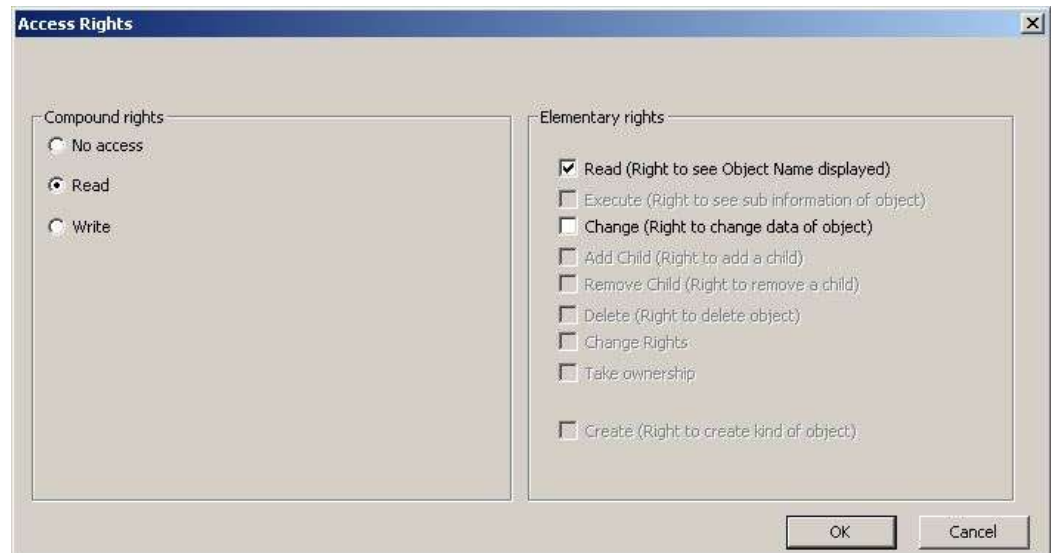 Access Rights
Compound rights
No access
Read
Write
Elementary rights
Read (Right to see Object Name displayed)
Execute (Right to see sub information of object)
Change (Right to change data of object)
Add Child (Right to add a child)
Remove Child (Right to remove a child)
Delete (Right to delete object)
Change Rights
Take ownership
Create (Right to create kind of object)
OK Cancel